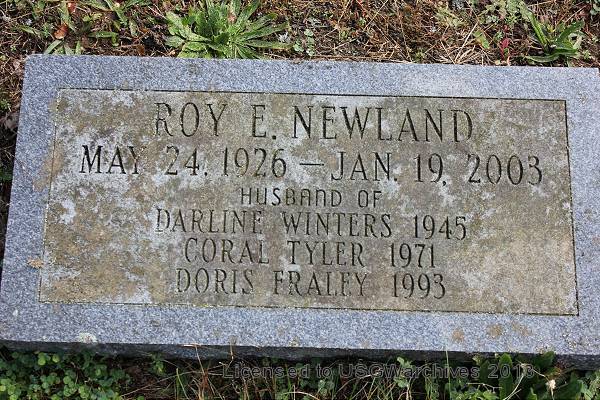 ROY E. NEWLAND
MAY 24, 1926 — JAN. 19, 2003
HUSBAND OF
DARLINE WINTERS 1945
CORAL TYLER 1971
DORIS FRALEY 1993
Licensed to USGWarchives